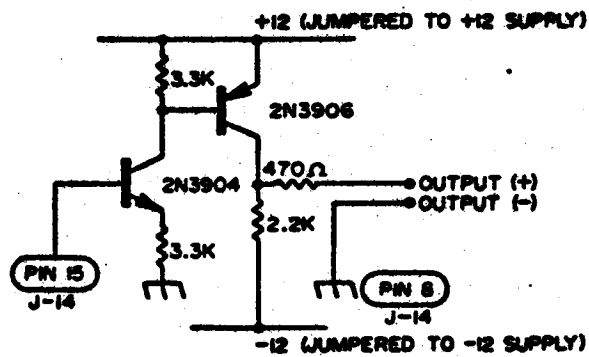 +12 (JUMPERED TO +12 SUPPLY)
3.3K
2N3906
470Ω
2N3904
OUTPUT (+)
OUTPUT (-)
2.2K
3.3K
PIN 15
J-14
PIN 8
J-14
-12 (JUMPERED TO -12 SUPPLY)